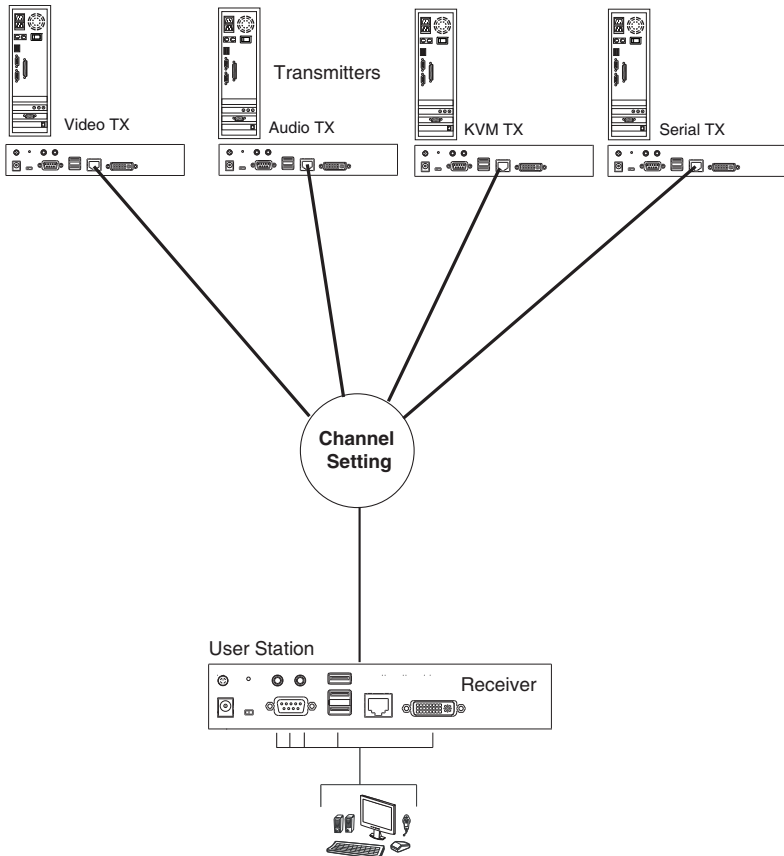 Transmitters
Video TX
Audio TX
KVM TX
Serial TX
Channel
Setting
User Station
Receiver